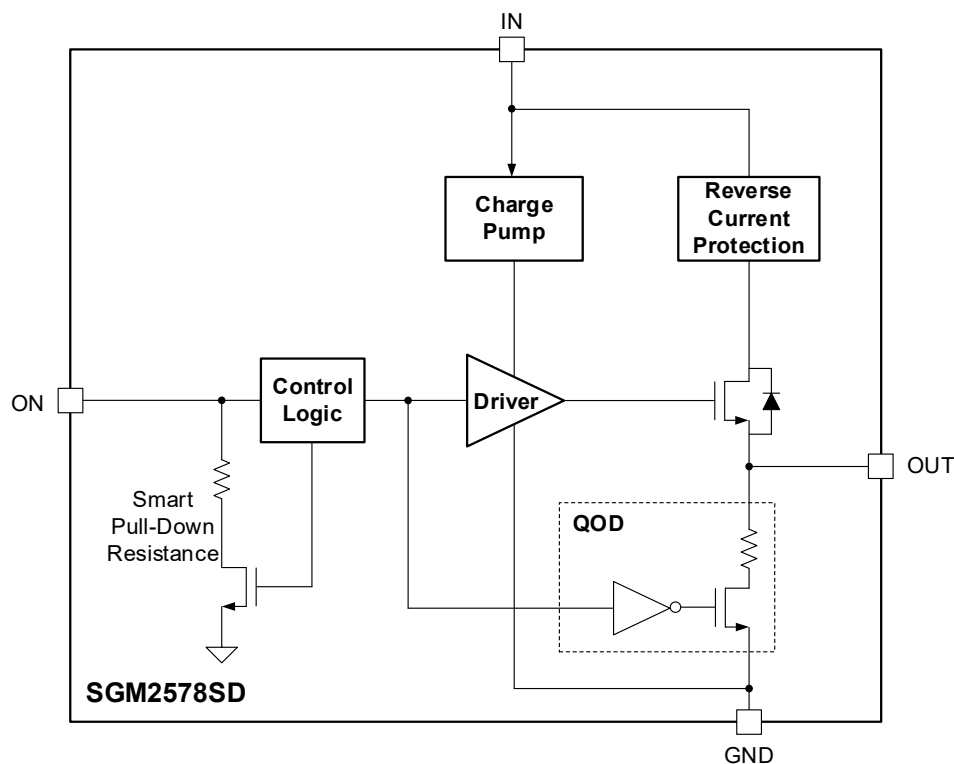 IN
Charge
Pump
Reverse
Current
Protection
ON
Control
Logic
Driver
OUT
Smart
Pull-Down
Resistance
QOD
SGM2578SD
GND